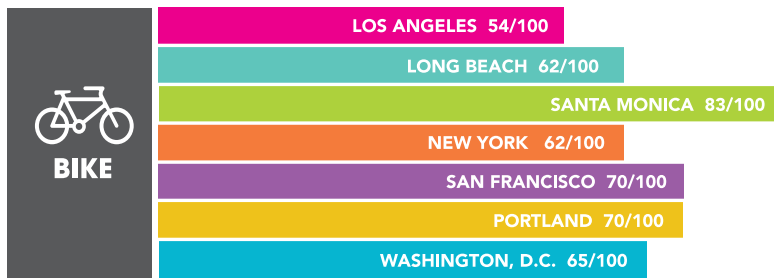 BIKE
LOS ANGELES 54/100
LONG BEACH 62/100
SANTA MONICA 83/100
NEW YORK 62/100
SAN FRANCISCO 70/100
PORTLAND 70/100
WASHINGTON, D.C. 65/100